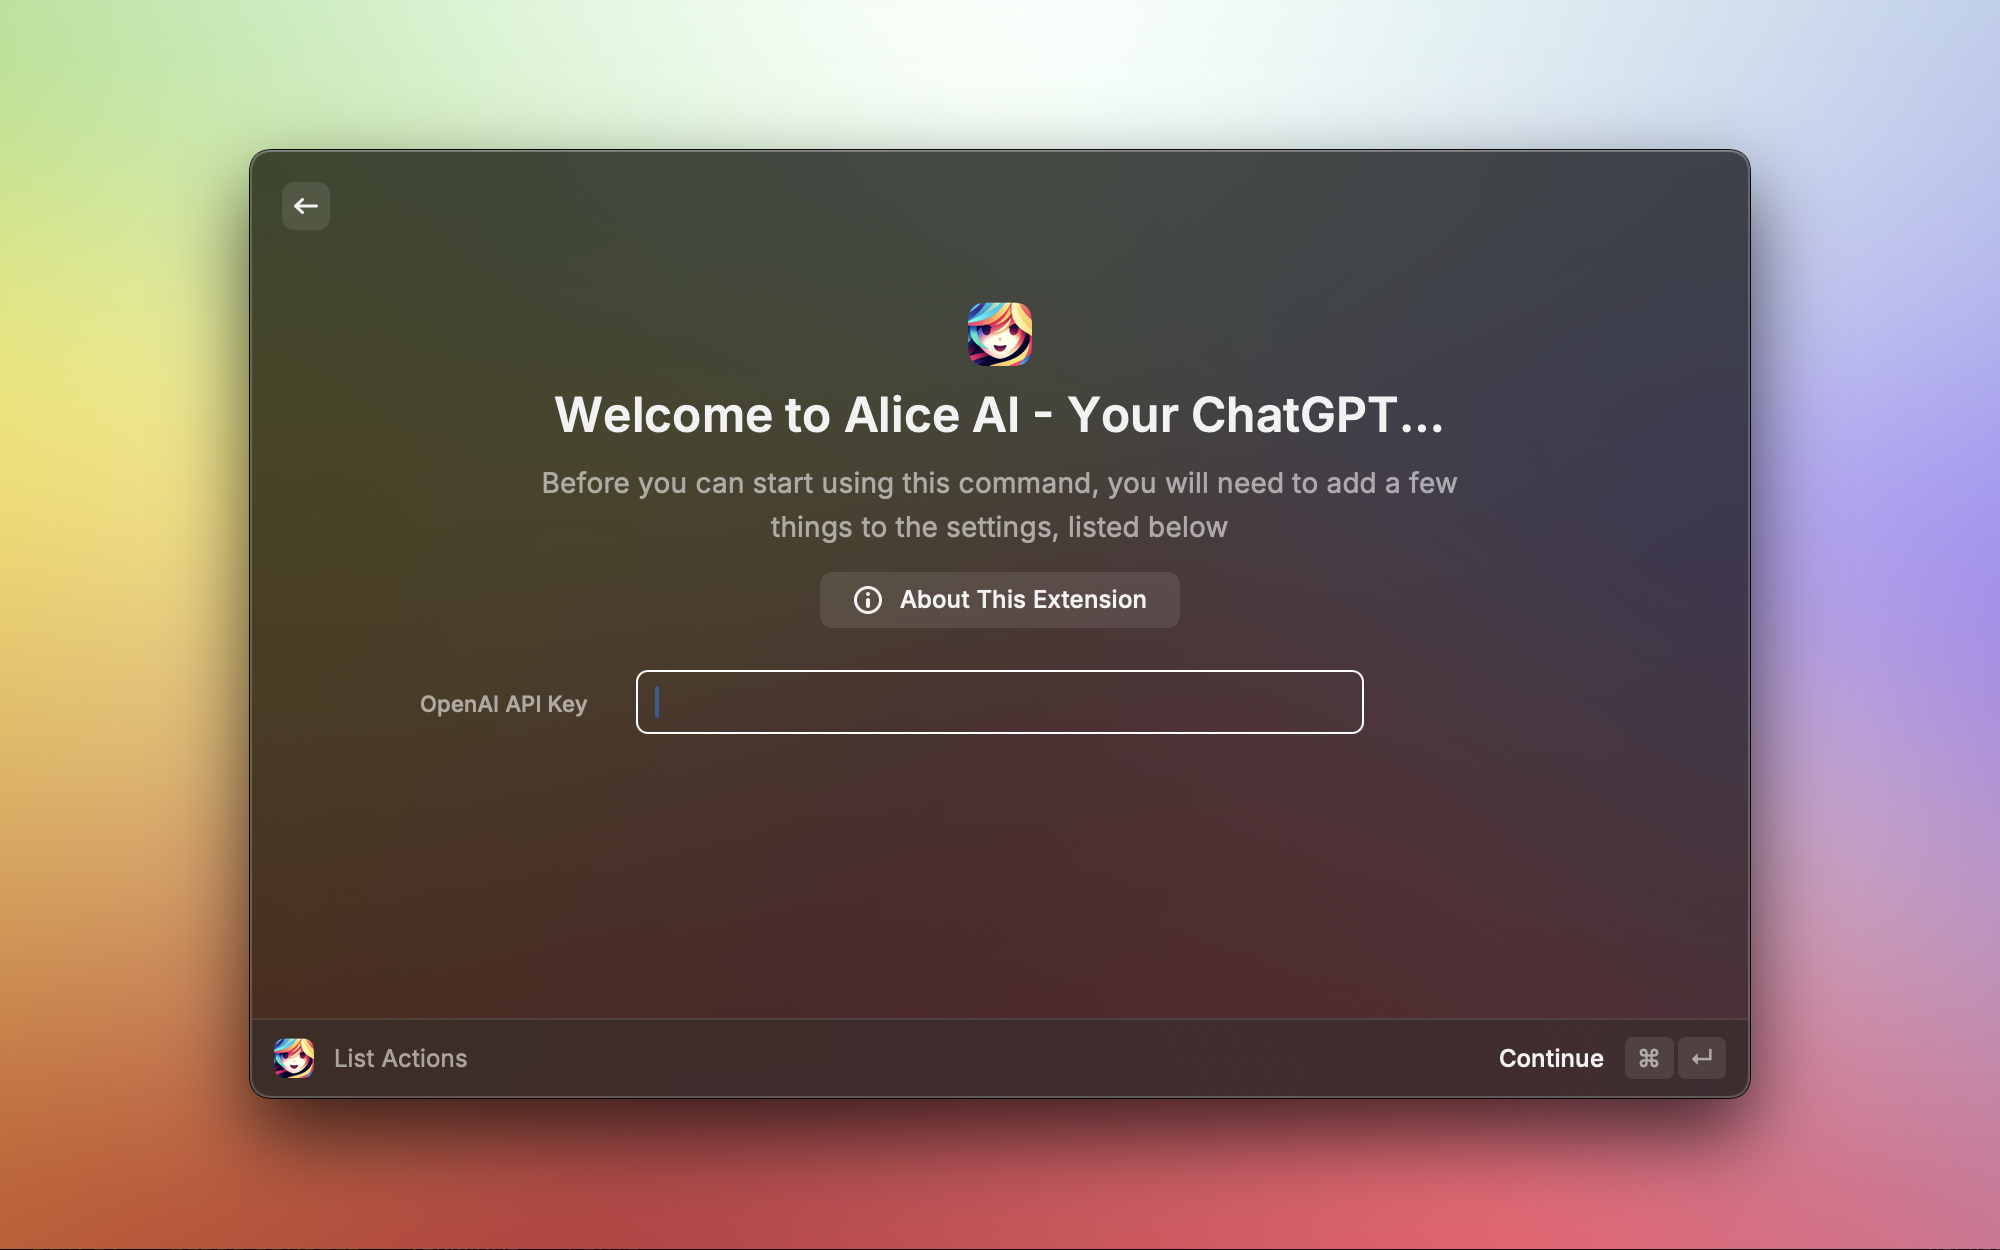 Welcome to Alice AI - Your ChatGPT...
Before you can start using this command, you will need to add a few
things to the settings, listed below
About This Extension
OpenAI API Key
List Actions
Continue ⌘ ↵